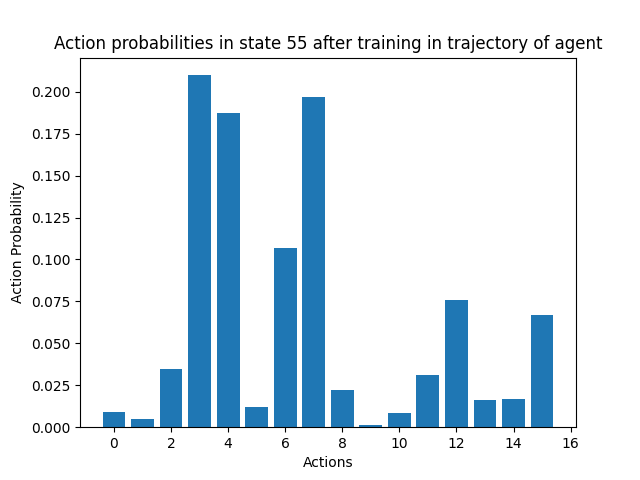 Action probabilities in state 55 after training in trajectory of agent
0.200
0.175
0.150
0.125
0.100
0.075
0.050
0.025
0.000
Action Probability
0 2 4 6 8 10 12 14 16
Actions